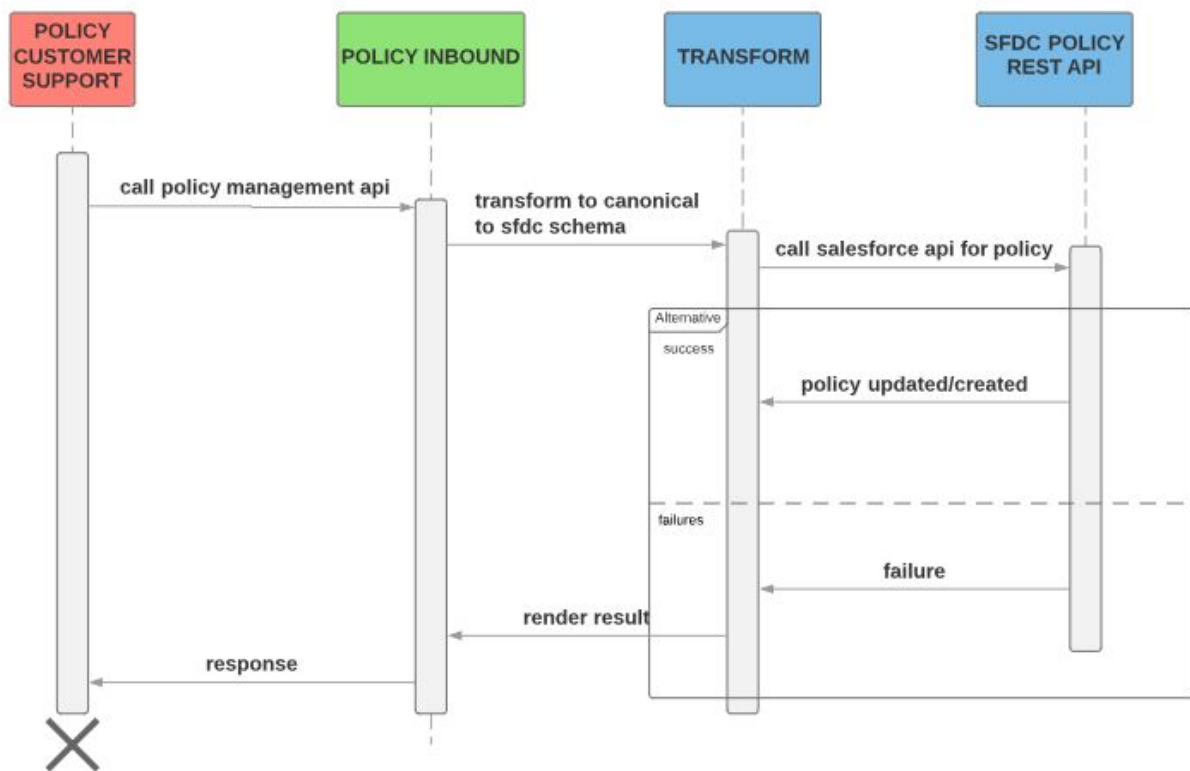 POLICY
CUSTOMER
SUPPORT
POLICY INBOUND
TRANSFORM
SFDC POLICY
REST API
call policy management api
transform to canonical
to sfdc schema
call salesforce api for policy
Alternative
success
policy updated/created
failures
failure
render result
response